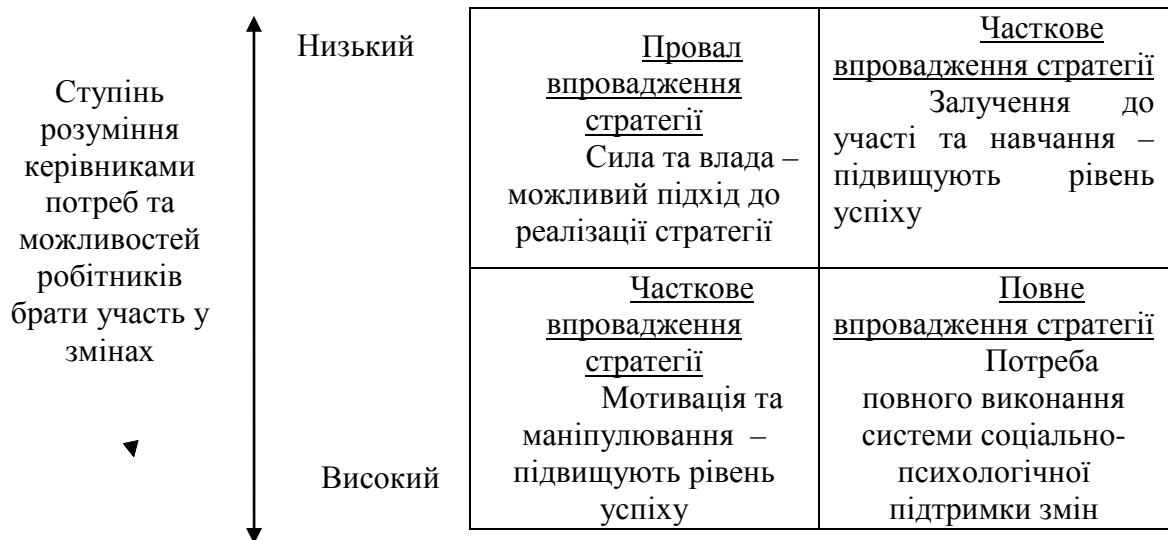 Ступінь
розуміння
керівниками
потреб та
можливостей
робітників
брати участь у
змінах
Низький
Високий
Провал
впровадження
стратегії
Сила та влада –
можливий підхід до
реалізації стратегії
Часткове
впровадження стратегії
Залучення до
участі та навчання –
підвищують рівень
успіху
Часткове
впровадження
стратегії
Мотивація та
маніпулювання –
підвищують рівень
успіху
Повне
впровадження стратегії
Потреба
повного виконання
системи соціально-
психологічної
підтримки змін